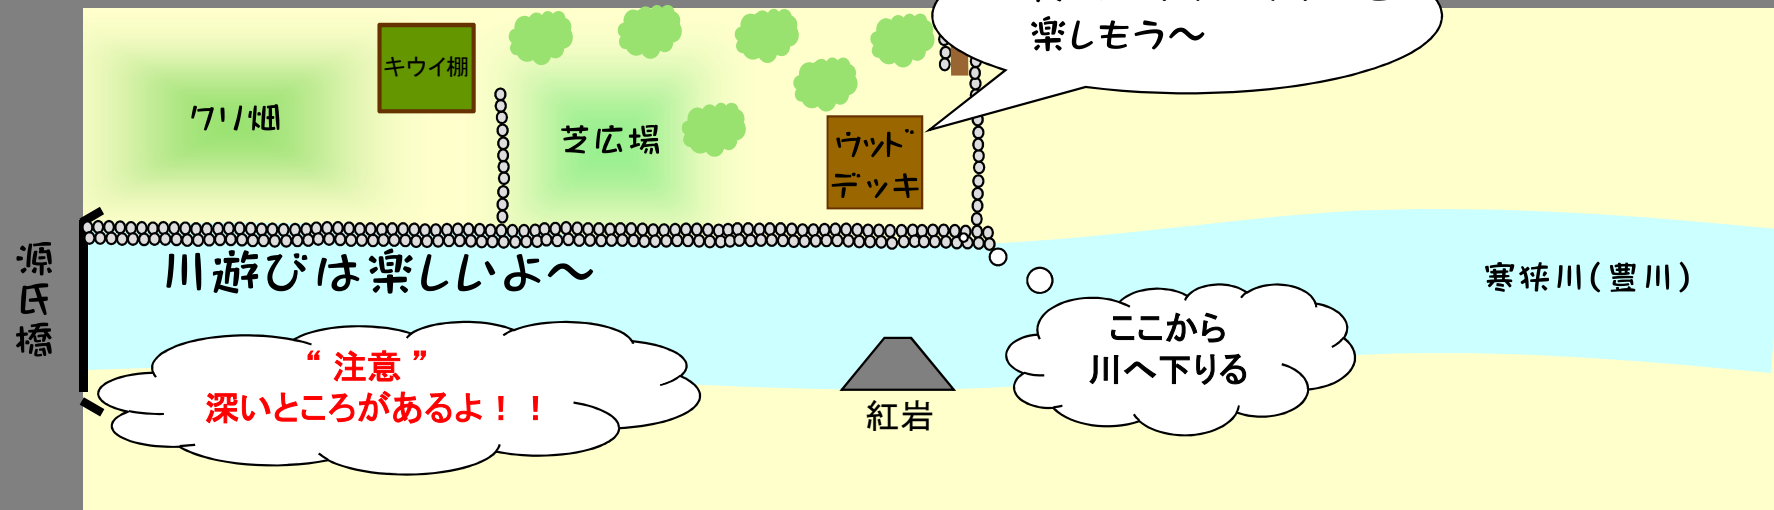 楽しもう～
キウイ棚
クリ畑
芝広場
ウッド
デッキ
源氏橋
川遊びは楽しいよ～
寒狭川(豊川)
“ 注意 ”
深いところがあるよ！！
ここから
川へ下りる
紅岩